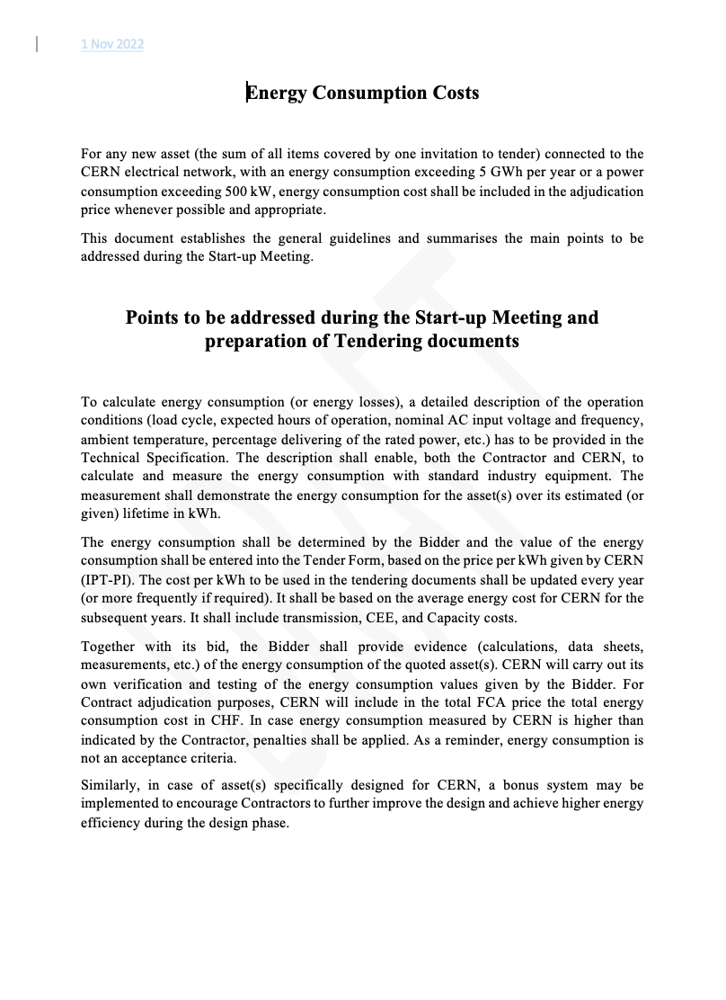 1 Nov 2022
Energy Consumption Costs
For any new asset (the sum of all items covered by one invitation to tender) connected to the
CERN electrical network, with an energy consumption exceeding 5 GWh per year or a power
consumption exceeding 500 kW, energy consumption cost shall be included in the adjudication
price whenever possible and appropriate.
This document establishes the general guidelines and summarises the main points to be
addressed during the Start-up Meeting.
Points to be addressed during the Start-up Meeting and
preparation of Tendering documents
To calculate energy consumption (or energy losses), a detailed description of the operation
conditions (load cycle, expected hours of operation, nominal AC input voltage and frequency,
ambient temperature, percentage delivering of the rated power, etc.) has to be provided in the
Technical Specification. The description shall enable, both the Contractor and CERN, to
calculate and measure the energy consumption with standard industry equipment. The
measurement shall demonstrate the energy consumption for the asset(s) over its estimated (or
given) lifetime in kWh.
The energy consumption shall be determined by the Bidder and the value of the energy
consumption shall be entered into the Tender Form, based on the price per kWh given by CERN
(IPT-PI). The cost per kWh to be used in the tendering documents shall be updated every year
(or more frequently if required). It shall be based on the average energy cost for CERN for the
subsequent years. It shall include transmission, CEE, and Capacity costs.
Together with its bid, the Bidder shall provide evidence (calculations, data sheets,
measurements, etc.) of the energy consumption of the quoted asset(s). CERN will carry out its
own verification and testing of the energy consumption values given by the Bidder. For
Contract adjudication purposes, CERN will include in the total FCA price the total energy
consumption cost in CHF. In case energy consumption measured by CERN is higher than
indicated by the Contractor, penalties shall be applied. As a reminder, energy consumption is
not an acceptance criteria.
Similarly, in case of asset(s) specifically designed for CERN, a bonus system may be
implemented to encourage Contractors to further improve the design and achieve higher energy
efficiency during the design phase.
DRAFT